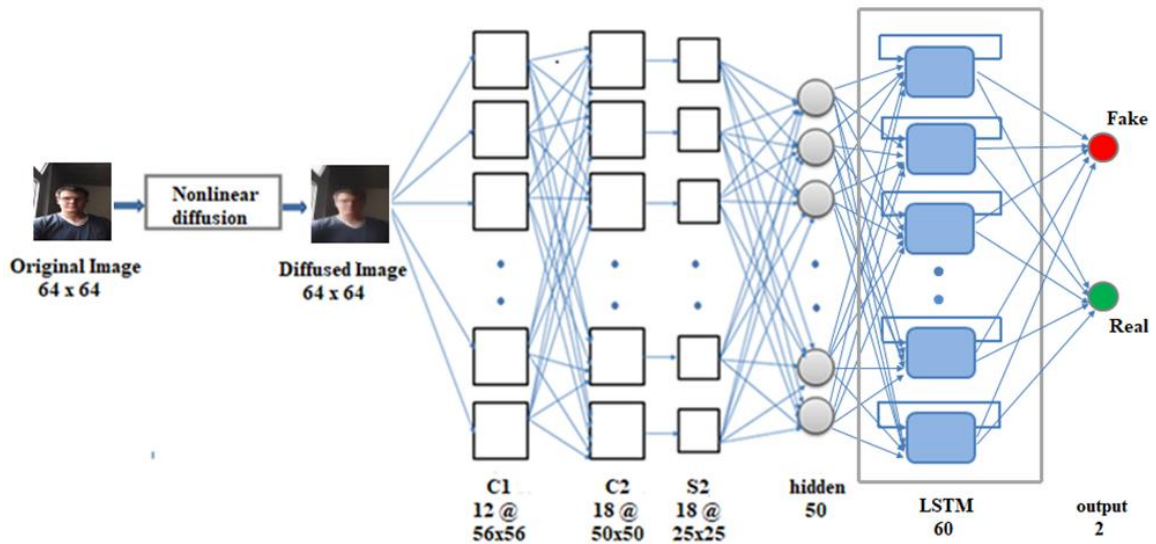 Nonlinear
diffusion
Original Image
64 x 64
Diffused Image
64 x 64
Fake
Real
C1
12 @
56x56
C2
18 @
50x50
S2
18 @
25x25
hidden
50
LSTM
60
output
2